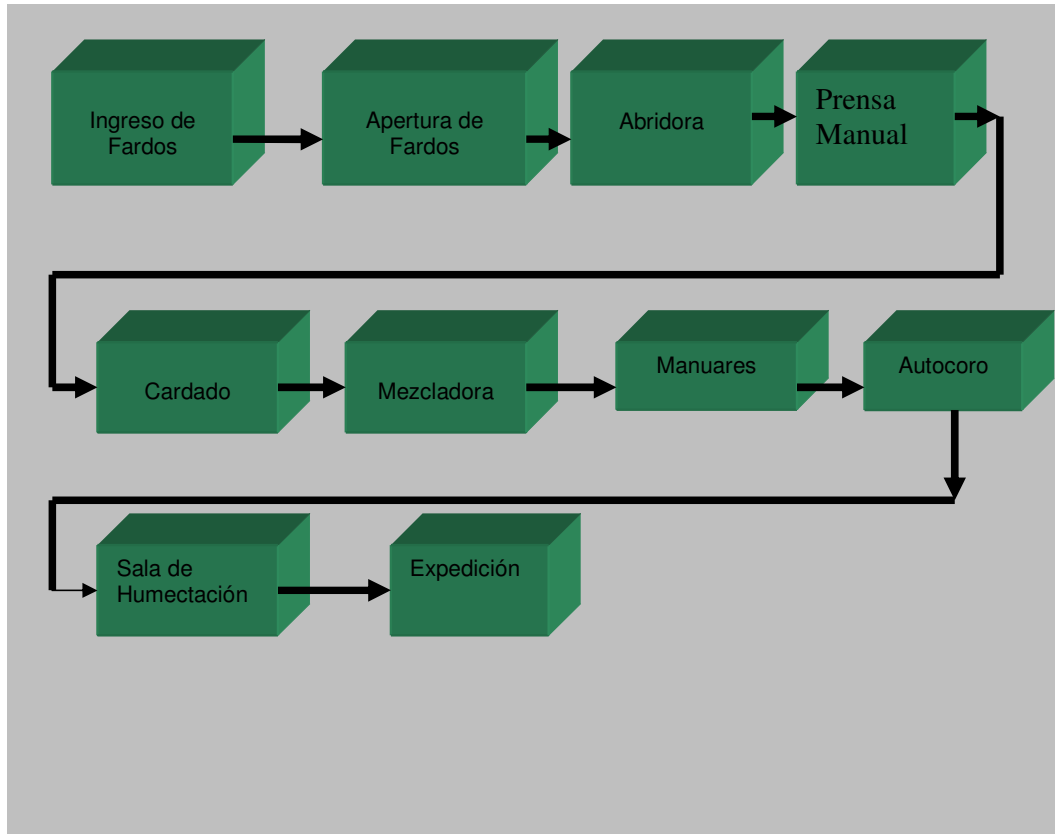 Ingreso de
Fardos
Apertura de
Fardos
Abridora
Prensa
Manual
Cardado
Mezcladora
Manuares
Autocoro
Sala de
Humectación
Expedición